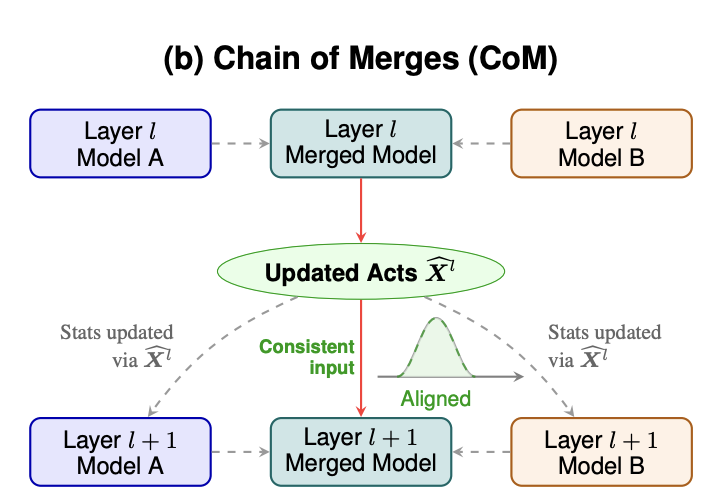 (b) Chain of Merges (CoM)
Layer l
Model A
Layer l
Merged Model
Layer l
Model B
Updated Acts X̂ˡ
Stats updated
via X̂ˡ
Consistent
input
Aligned
Stats updated
via X̂ˡ
Layer l + 1
Model A
Layer l + 1
Merged Model
Layer l + 1
Model B